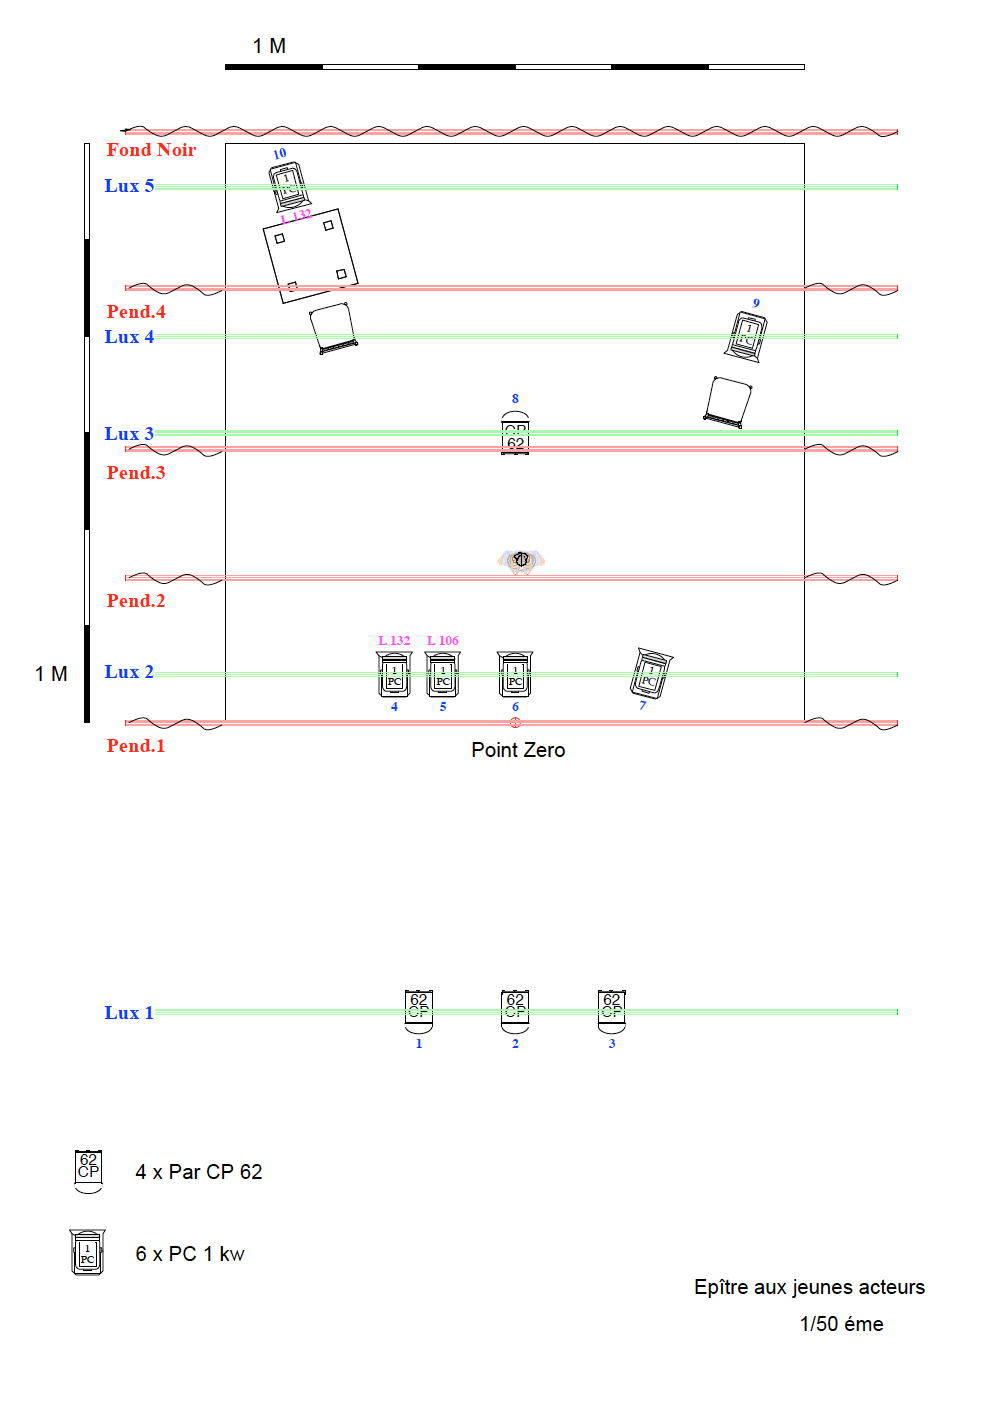 1 M
Fond Noir
10
Lux 5
1
PC
L 132
Pend.4
9
Lux 4
1
PC
8
Lux 3
CP
62
Pend.3
Pend.2
L 132
L 106
1 M
Lux 2
1
PC
1
PC
1
PC
1
PC
4
5
6
7
Pend.1
Point Zero
Lux 1
62
CP
62
CP
62
CP
1
2
3
62
CP
4 x Par CP 62
1
PC
6 x PC 1 kw
Epître aux jeunes acteurs
1/50 éme